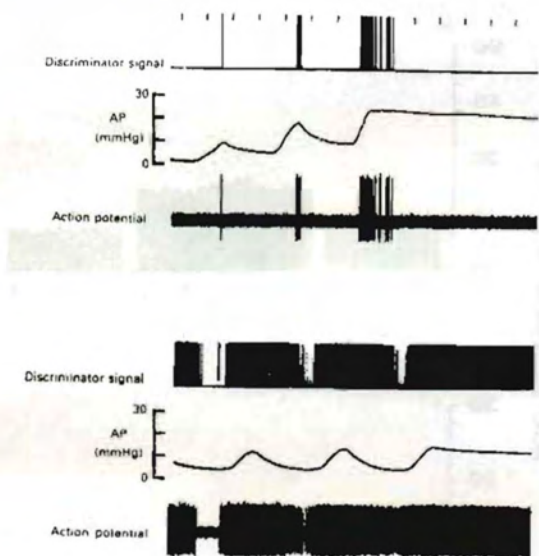 Discriminator signal
30
AP
(mmHg)
0
Action potential
Discriminator signal
30
AP
(mmHg)
0
Action potential